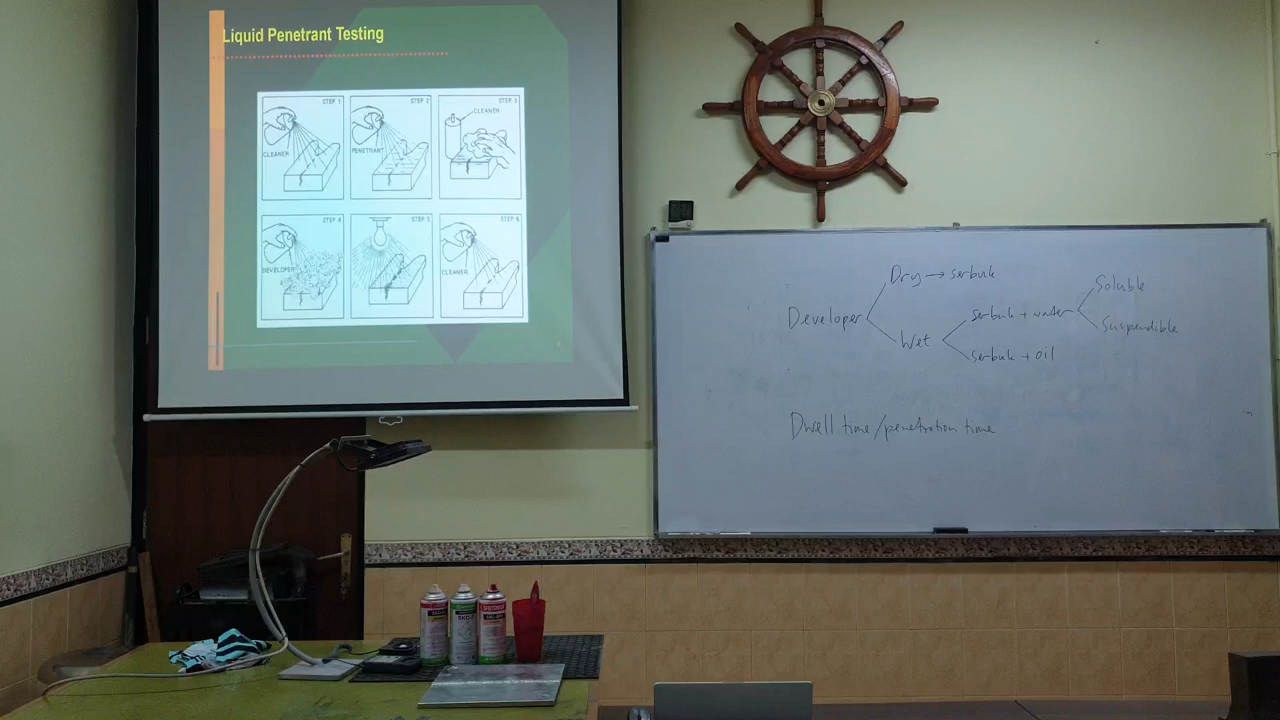 Liquid Penetrant Testing
STEP 1
CLEANER
STEP 2
PENETRANT
STEP 3
CLEANER
STEP 4
DEVELOPER
STEP 5
STEP 6
CLEANER
Developer
Dry → serbuk
Wet
serbuk + water
Soluble
Suspendible
serbuk + oil
Dwell time/penetration time